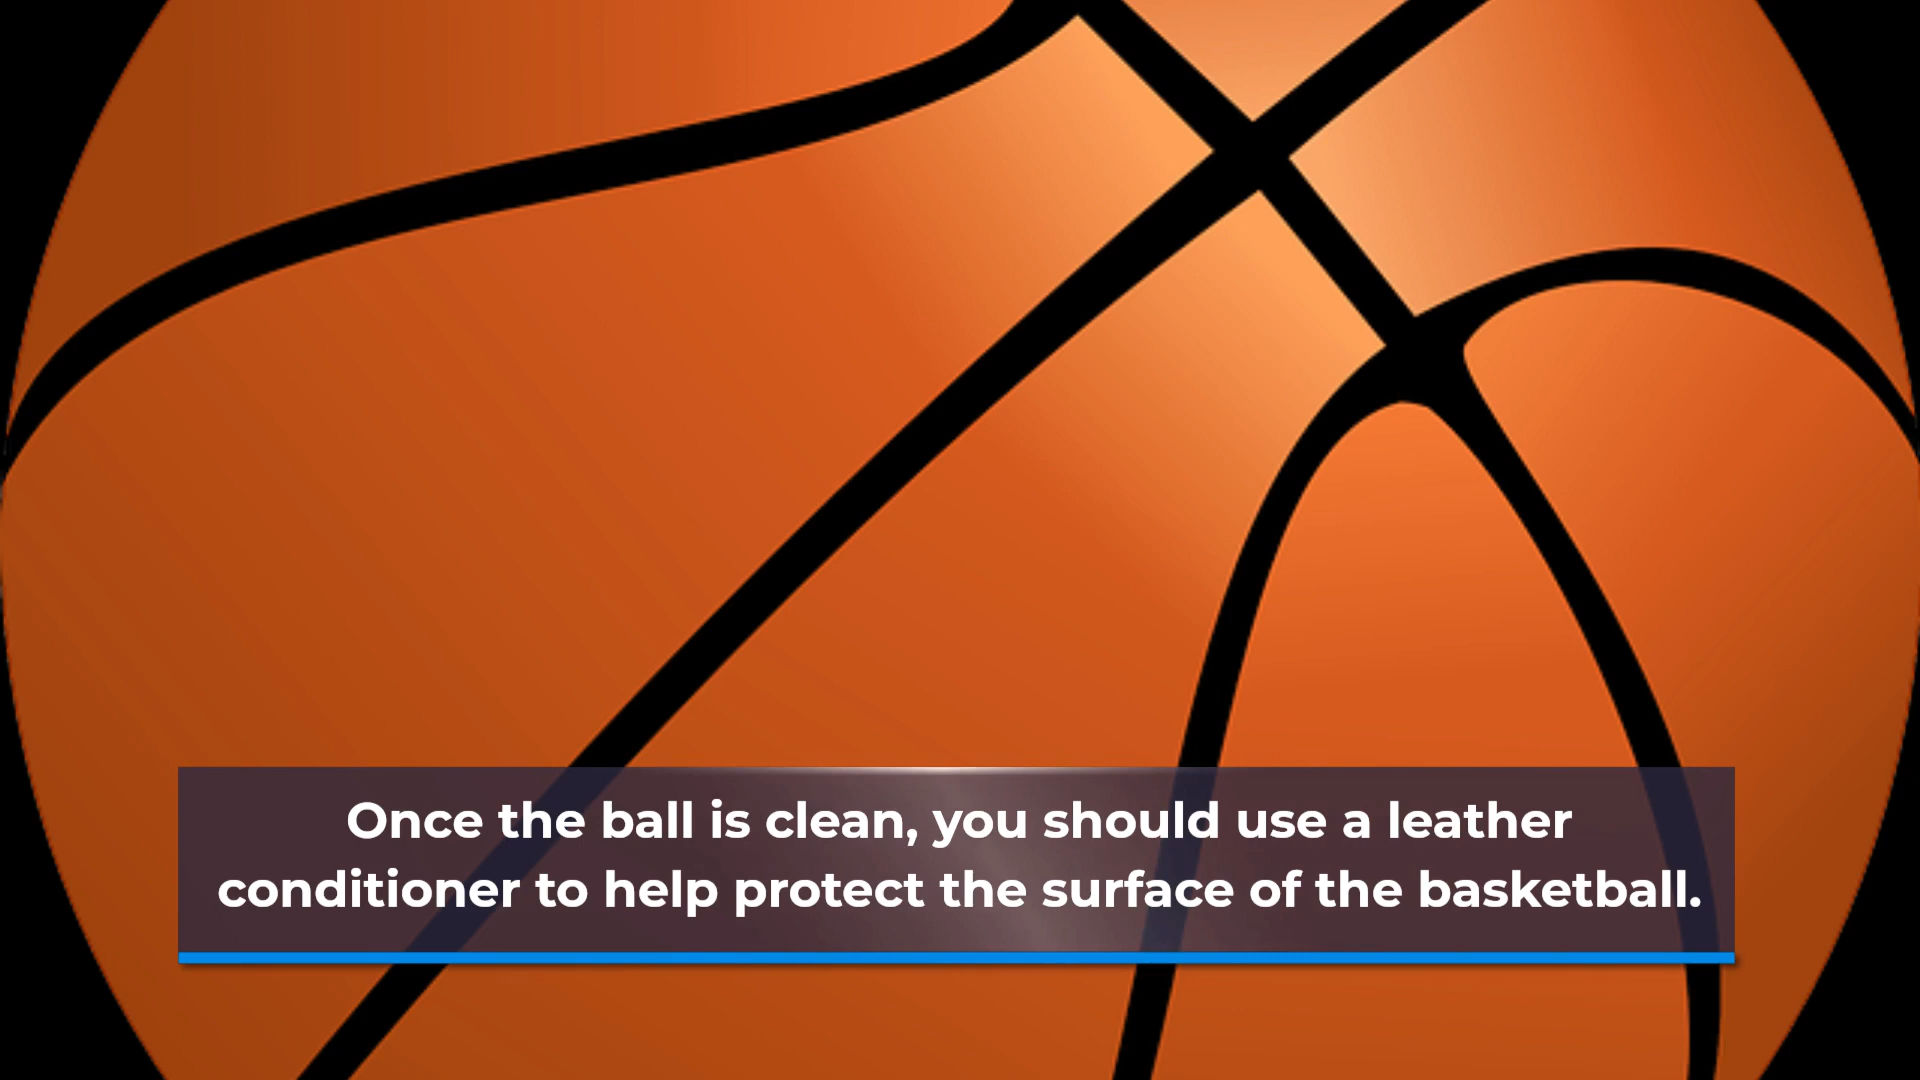 Once the ball is clean, you should use a leather
conditioner to help protect the surface of the basketball.